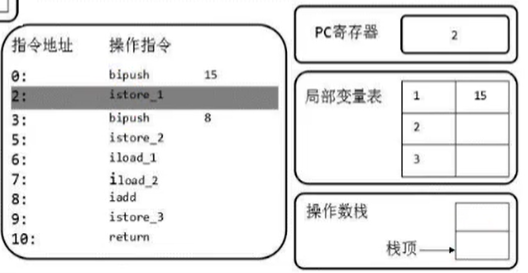 指令地址 操作指令
0: bipush 15
2: istore_1
3: bipush 8
5: istore_2
6: iload_1
7: iload_2
8: iadd
9: istore_3
10: return
PC寄存器 2
局部变量表
1 15
2
3
操作数栈
栈顶